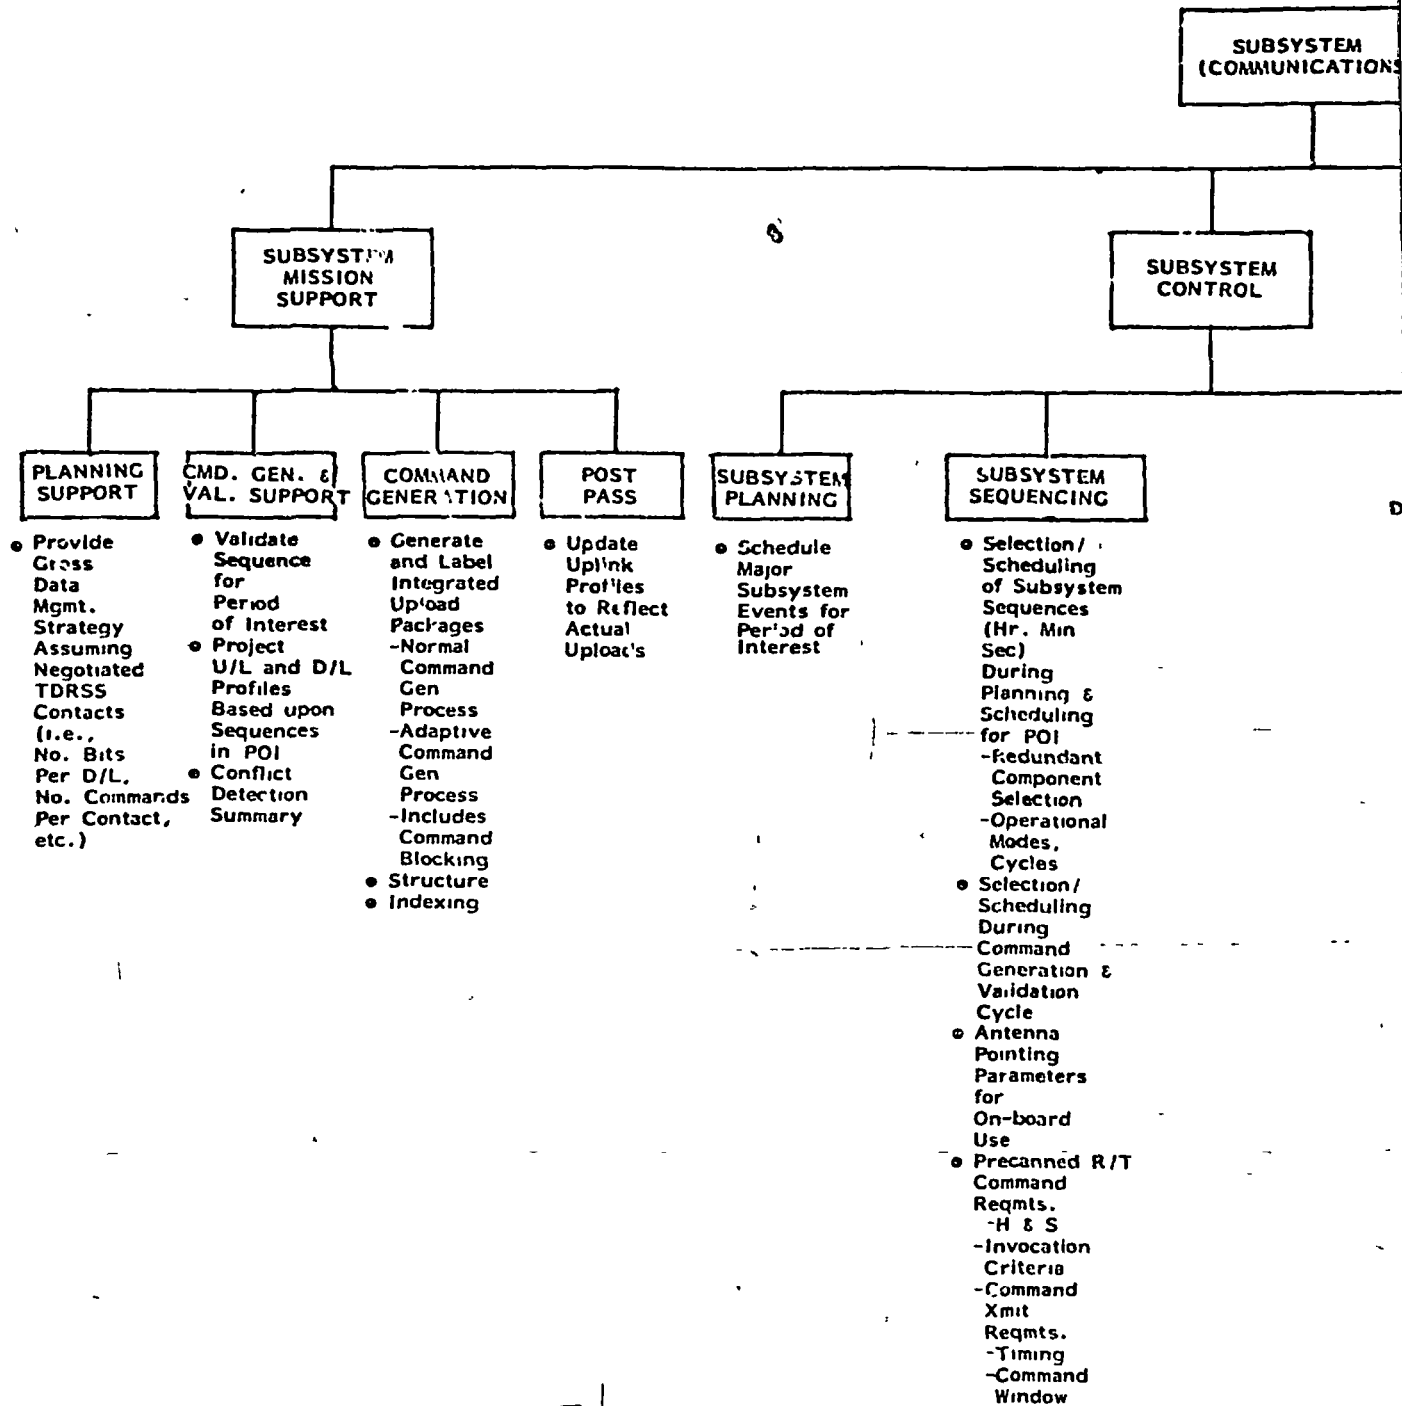 SUBSYSTEM
(COMMUNICATIONS
SUBSYSTEM
MISSION
SUPPORT
SUBSYSTEM
CONTROL
PLANNING
SUPPORT
● Provide
Gross
Data
Mgmt.
Strategy
Assuming
Negotiated
TDRSS
Contacts
(i.e.,
No. Bits
Per D/L,
No. Commands
Per Contact,
etc.)
CMD. GEN. &
VAL. SUPPORT
● Validate
Sequence
for
Period
of Interest
● Project
U/L and D/L
Profiles
Based upon
Sequences
in POI
● Conflict
Detection
Summary
COMMAND
GENERATION
● Generate
and Label
Integrated
Upload
Packages
-Normal
Command
Gen
Process
-Adaptive
Command
Gen
Process
-Includes
Command
Blocking
● Structure
● Indexing
POST
PASS
● Update
Uplink
Profiles
to Reflect
Actual
Uploads
SUBSYSTEM
PLANNING
● Schedule
Major
Subsystem
Events for
Period of
Interest
SUBSYSTEM
SEQUENCING
● Selection/
Scheduling
of Subsystem
Sequences
(Hr. Min
Sec)
During
Planning &
Scheduling
for POI
-Redundant
Component
Selection
-Operational
Modes,
Cycles
● Selection/
Scheduling
During
Command
Generation &
Validation
Cycle
● Antenna
Pointing
Parameters
for
On-board
Use
● Precanned R/T
Command
Reqmts.
-H & S
-Invocation
Criteria
-Command
Xmit
Reqmts.
-Timing
-Command
Window
D